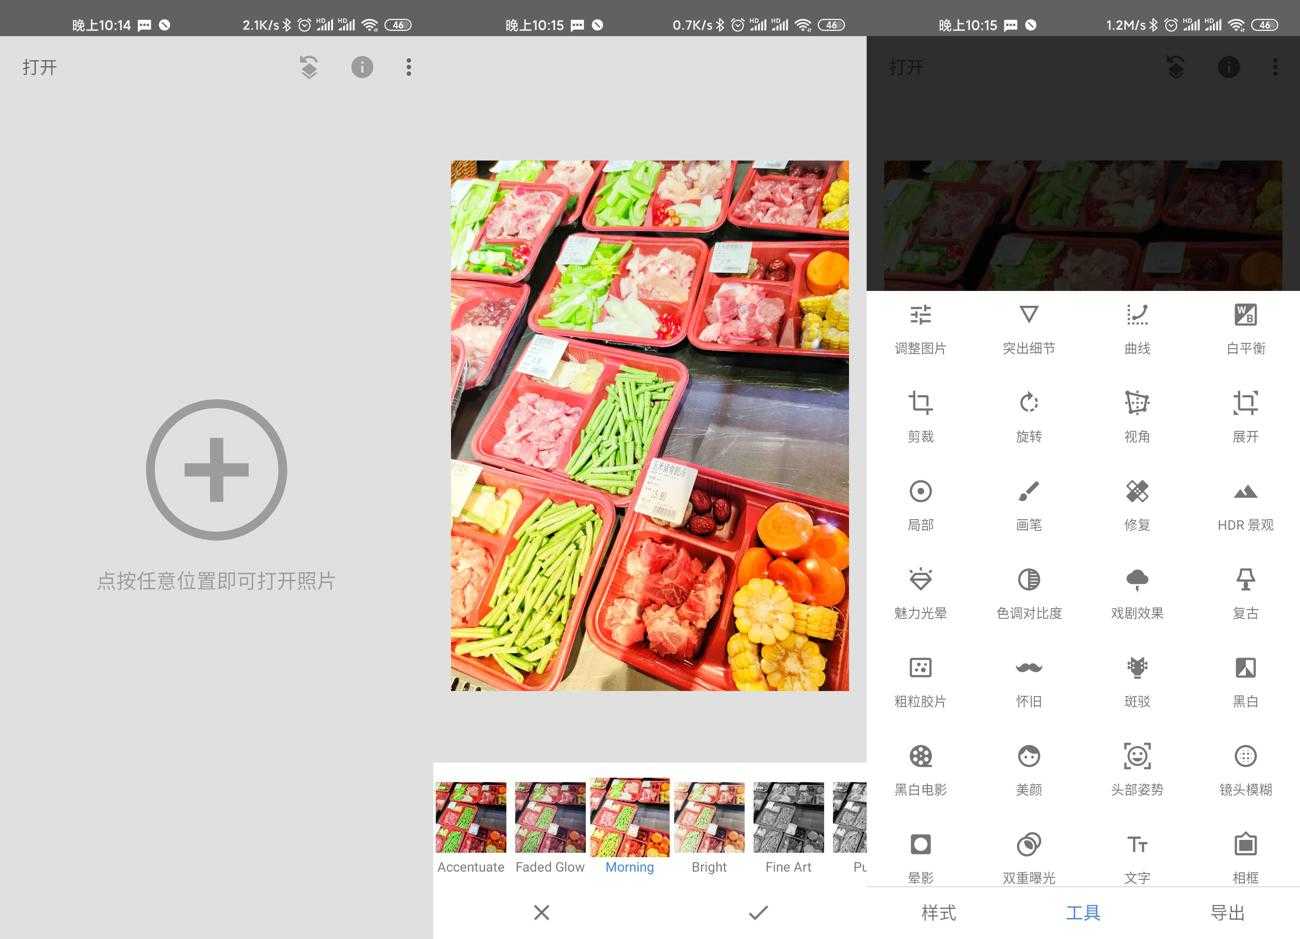 晚上10:14
2.1K/s
HD
HD
46
打开
点按任意位置即可打开照片
晚上10:15
0.7K/s
HD
HD
46
Accentuate
Faded Glow
Morning
Bright
Fine Art
Pu
晚上10:15
1.2M/s
HD
HD
46
打开
调整图片
突出细节
曲线
WB
白平衡
剪裁
旋转
视角
展开
局部
画笔
修复
HDR 景观
魅力光晕
色调对比度
戏剧效果
复古
粗粒胶片
怀旧
斑驳
黑白
黑白电影
美颜
头部姿势
镜头模糊
晕影
双重曝光
文字
相框
样式
工具
导出